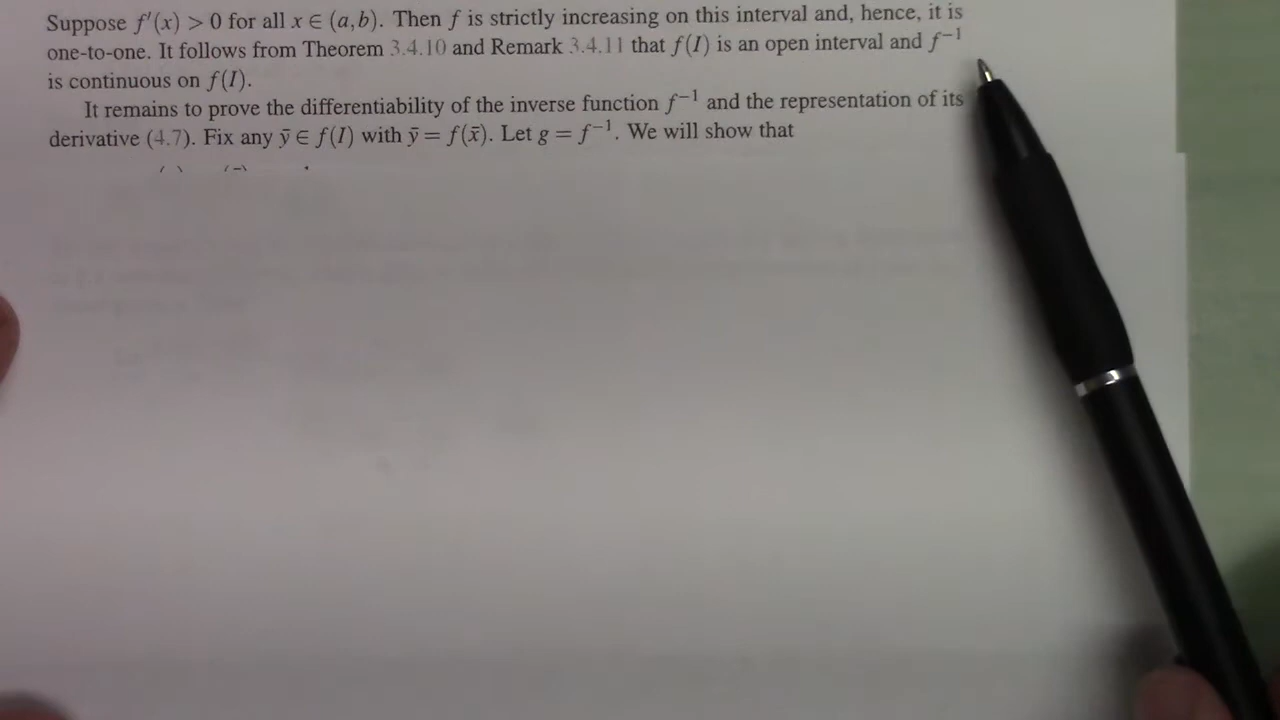 Suppose f′(x) > 0 for all x ∈ (a,b). Then f is strictly increasing on this interval and, hence, it is
one-to-one. It follows from Theorem 3.4.10 and Remark 3.4.11 that f(I) is an open interval and f⁻¹
is continuous on f(I).
It remains to prove the differentiability of the inverse function f⁻¹ and the representation of its
derivative (4.7). Fix any ȳ ∈ f(I) with ȳ = f(x̄). Let g = f⁻¹. We will show that